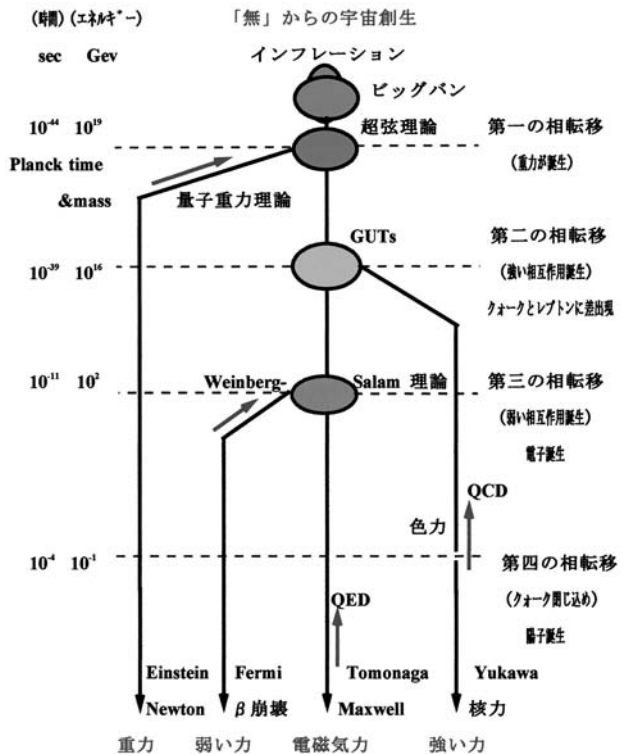 (時間) (エネルギー) 「無」からの宇宙創生
sec Gev インフレーション
ビッグバン
10⁻⁴⁴ 10¹⁹ 超弦理論 第一の相転移
Planck time (重力が誕生)
&mass 量子重力理論
GUTs 第二の相転移
10⁻³⁹ 10¹⁶ (強い相互作用誕生)
クォークとレプトンに差出現
10⁻¹¹ 10² Weinberg- Salam 理論 第三の相転移
(弱い相互作用誕生)
電子誕生
QCD
色力
10⁻⁴ 10⁻¹ 第四の相転移
QED (クォーク閉じ込め)
陽子誕生
Einstein Fermi Tomonaga Yukawa
Newton β崩壊 Maxwell 核力
重力 弱い力 電磁気力 強い力